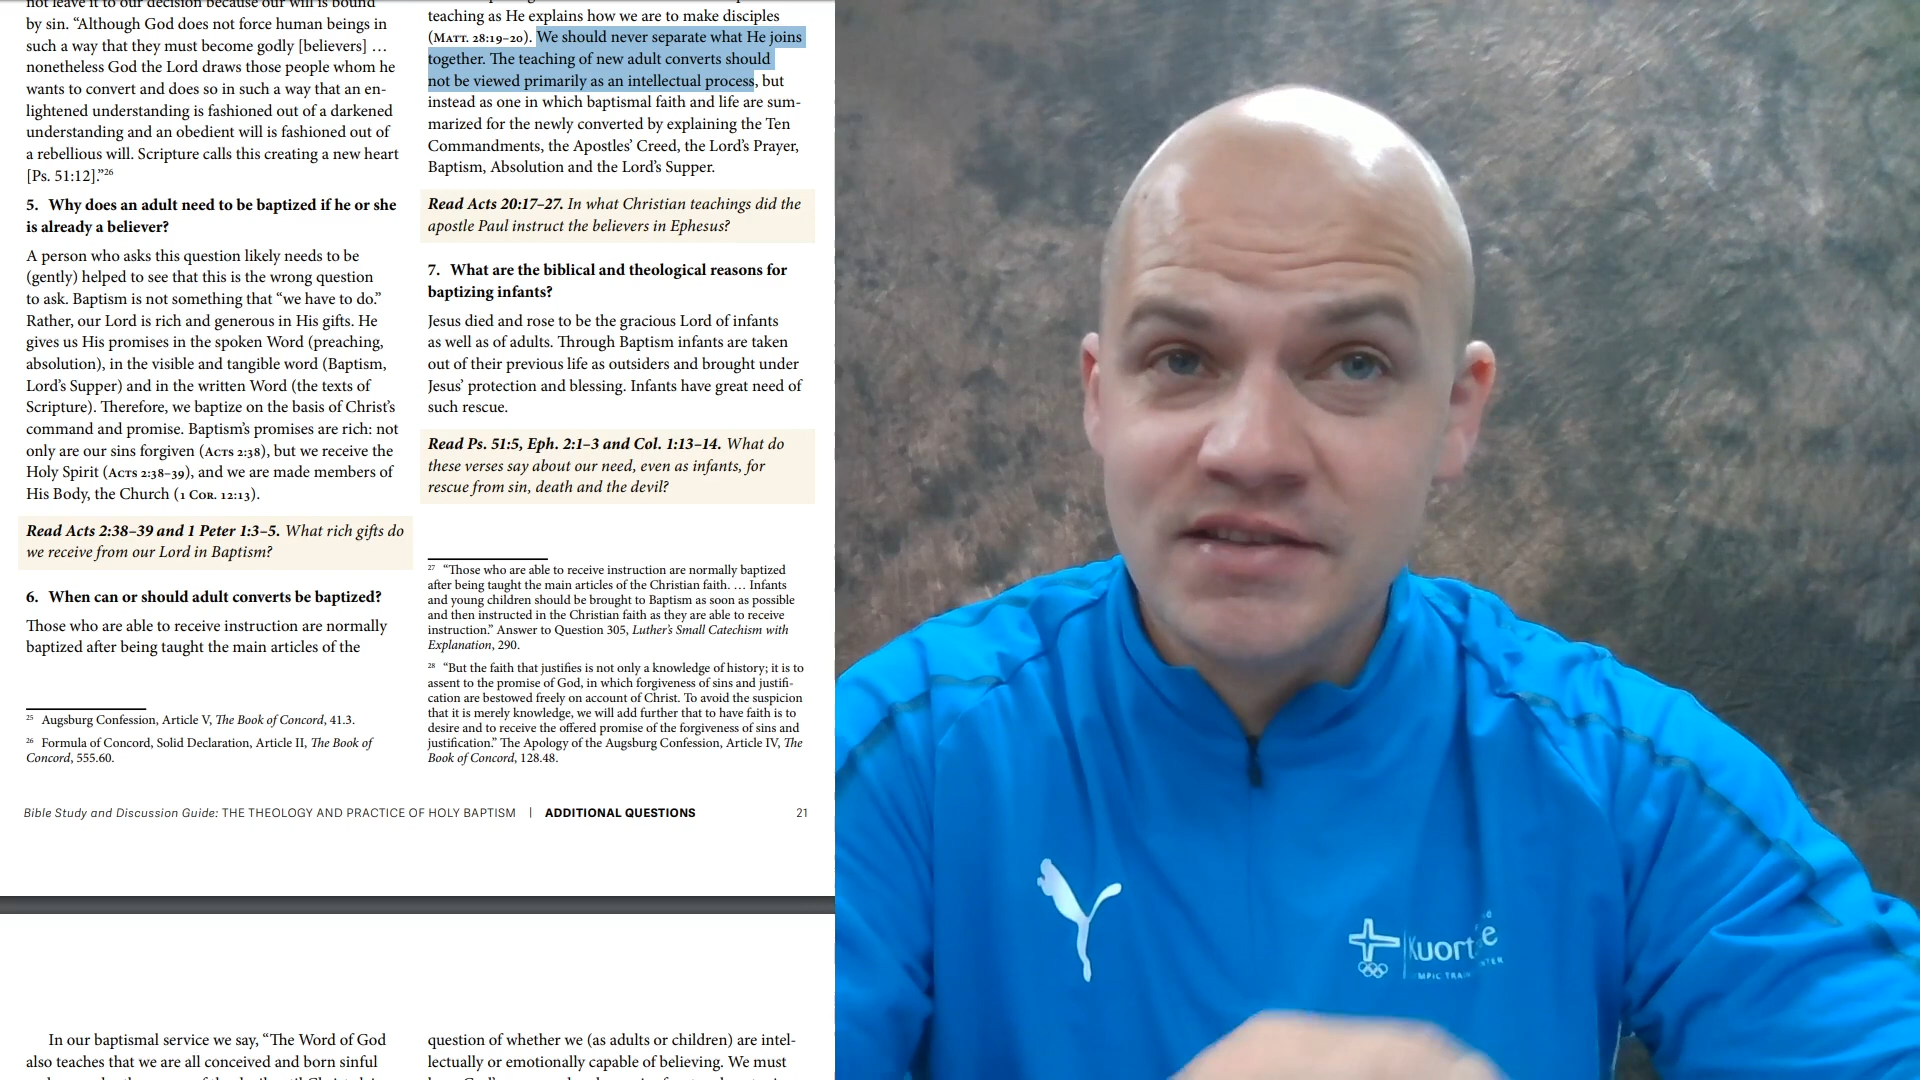 not leave it to our decision because our will is bound
by sin. “Although God does not force human beings in
such a way that they must become godly [believers] …
nonetheless God the Lord draws those people whom he
wants to convert and does so in such a way that an en-
lightened understanding is fashioned out of a darkened
understanding and an obedient will is fashioned out of
a rebellious will. Scripture calls this creating a new heart
[Ps. 51:12].”26
5. Why does an adult need to be baptized if he or she
is already a believer?
A person who asks this question likely needs to be
(gently) helped to see that this is the wrong question
to ask. Baptism is not something that “we have to do.”
Rather, our Lord is rich and generous in His gifts. He
gives us His promises in the spoken Word (preaching,
absolution), in the visible and tangible word (Baptism,
Lord’s Supper) and in the written Word (the texts of
Scripture). Therefore, we baptize on the basis of Christ’s
command and promise. Baptism’s promises are rich: not
only are our sins forgiven (Acts 2:38), but we receive the
Holy Spirit (Acts 2:38–39), and we are made members of
His Body, the Church (1 Cor. 12:13).
Read Acts 2:38–39 and 1 Peter 1:3–5. What rich gifts do
we receive from our Lord in Baptism?
6. When can or should adult converts be baptized?
Those who are able to receive instruction are normally
baptized after being taught the main articles of the
25 Augsburg Confession, Article V, The Book of Concord, 41.3.
26 Formula of Concord, Solid Declaration, Article II, The Book of
Concord, 555.60.
teaching as He explains how we are to make disciples
(Matt. 28:19–20). We should never separate what He joins
together. The teaching of new adult converts should
not be viewed primarily as an intellectual process, but
instead as one in which baptismal faith and life are sum-
marized for the newly converted by explaining the Ten
Commandments, the Apostles’ Creed, the Lord’s Prayer,
Baptism, Absolution and the Lord’s Supper.
Read Acts 20:17–27. In what Christian teachings did the
apostle Paul instruct the believers in Ephesus?
7. What are the biblical and theological reasons for
baptizing infants?
Jesus died and rose to be the gracious Lord of infants
as well as of adults. Through Baptism infants are taken
out of their previous life as outsiders and brought under
Jesus’ protection and blessing. Infants have great need of
such rescue.
Read Ps. 51:5, Eph. 2:1–3 and Col. 1:13–14. What do
these verses say about our need, even as infants, for
rescue from sin, death and the devil?
27 “Those who are able to receive instruction are normally baptized
after being taught the main articles of the Christian faith. … Infants
and young children should be brought to Baptism as soon as possible
and then instructed in the Christian faith as they are able to receive
instruction.” Answer to Question 305, Luther’s Small Catechism with
Explanation, 290.
28 “But the faith that justifies is not only a knowledge of history; it is to
assent to the promise of God, in which forgiveness of sins and justifi-
cation are bestowed freely on account of Christ. To avoid the suspicion
that it is merely knowledge, we will add further that to have faith is to
desire and to receive the offered promise of the forgiveness of sins and
justification.” The Apology of the Augsburg Confession, Article IV, The
Book of Concord, 128.48.
Bible Study and Discussion Guide: THE THEOLOGY AND PRACTICE OF HOLY BAPTISM | ADDITIONAL QUESTIONS 21
In our baptismal service we say, “The Word of God
also teaches that we are all conceived and born sinful
question of whether we (as adults or children) are intel-
lectually or emotionally capable of believing. We must